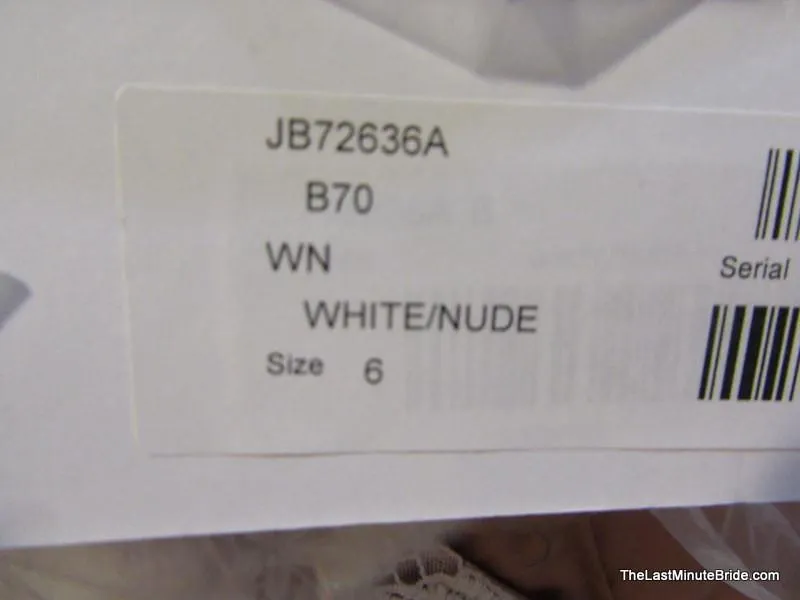 JB72636A
B70
WN
WHITE/NUDE
Serial
Size 6
TheLastMinuteBride.com